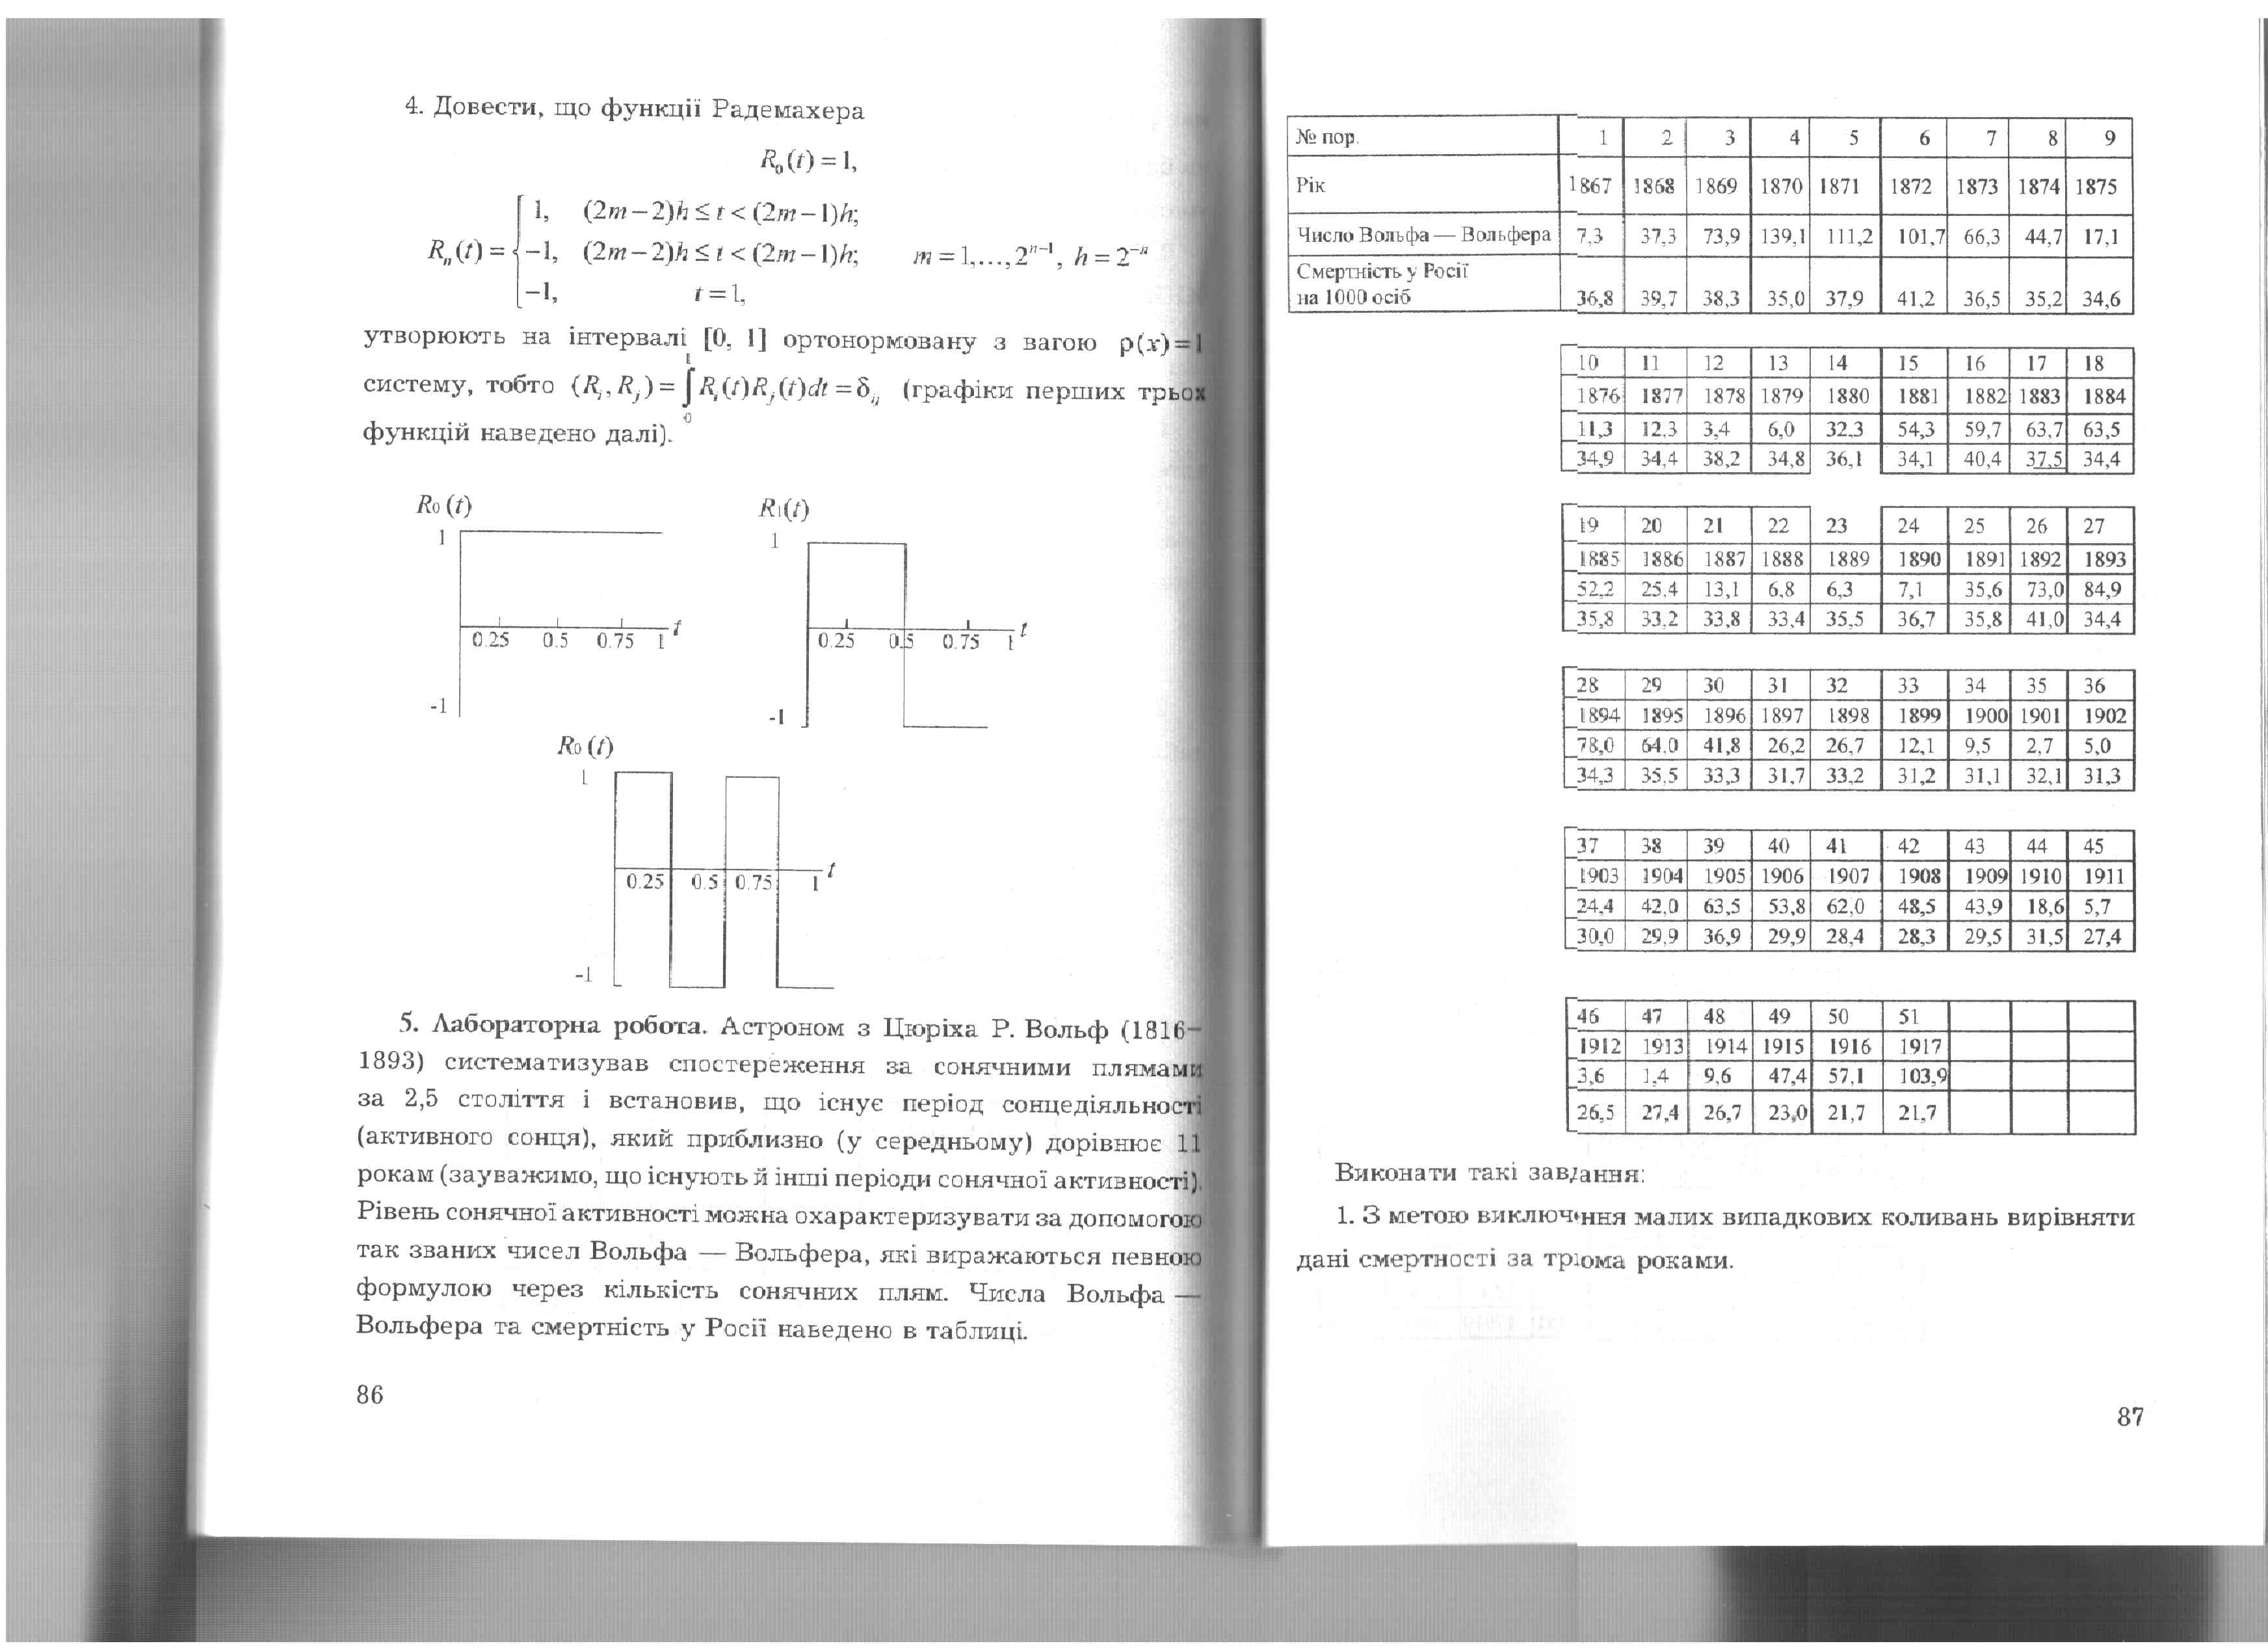 4. Довести, що функції Радемахера
R₀(t) = 1,
1, (2m−2)h ≤ t < (2m−1)h;
Rₙ(t) = { −1, (2m−2)h ≤ t < (2m−1)h; m = 1,...,2ⁿ⁻¹, h = 2⁻ⁿ
−1, t = 1,
утворюють на інтервалі [0, 1] ортонормовану з вагою ρ(x)=1
систему, тобто (Rᵢ, Rⱼ) = ∫₀¹ Rᵢ(t)Rⱼ(t)dt = δᵢⱼ (графіки перших трьох
функцій наведено далі).
R₀ (t)
1
0.25 0.5 0.75 1 t
-1
R₁(t)
1
0.25 0.5 0.75 1 t
-1
R₀ (t)
1
0.25 0.5 0.75 1 t
-1
5. Лабораторна робота. Астроном з Цюріха Р. Вольф (1816–
1893) систематизував спостереження за сонячними плямами
за 2,5 століття і встановив, що існує період сонцедіяльності
(активного сонця), який приблизно (у середньому) дорівнює 11
рокам (зауважимо, що існують й інші періоди сонячної активності).
Рівень сонячної активності можна охарактеризувати за допомогою
так званих чисел Вольфа — Вольфера, які виражаються певною
формулою через кількість сонячних плям. Числа Вольфа —
Вольфера та смертність у Росії наведено в таблиці.
86
№ пор. 1 2 3 4 5 6 7 8 9
Рік 1867 1868 1869 1870 1871 1872 1873 1874 1875
Число Вольфа — Вольфера 7,3 37,3 73,9 139,1 111,2 101,7 66,3 44,7 17,1
Смертність у Росії
на 1000 осіб 36,8 39,7 38,3 35,0 37,9 41,2 36,5 35,2 34,6
10 11 12 13 14 15 16 17 18
1876 1877 1878 1879 1880 1881 1882 1883 1884
11,3 12,3 3,4 6,0 32,3 54,3 59,7 63,7 63,5
34,9 34,4 38,2 34,8 36,1 34,1 40,4 37,5 34,4
19 20 21 22 23 24 25 26 27
1885 1886 1887 1888 1889 1890 1891 1892 1893
52,2 25,4 13,1 6,8 6,3 7,1 35,6 73,0 84,9
35,8 33,2 33,8 33,4 35,5 36,7 35,8 41,0 34,4
28 29 30 31 32 33 34 35 36
1894 1895 1896 1897 1898 1899 1900 1901 1902
78,0 64,0 41,8 26,2 26,7 12,1 9,5 2,7 5,0
34,3 35,5 33,3 31,7 33,2 31,2 31,1 32,1 31,3
37 38 39 40 41 42 43 44 45
1903 1904 1905 1906 1907 1908 1909 1910 1911
24,4 42,0 63,5 53,8 62,0 48,5 43,9 18,6 5,7
30,0 29,9 36,9 29,9 28,4 28,3 29,5 31,5 27,4
46 47 48 49 50 51
1912 1913 1914 1915 1916 1917
3,6 1,4 9,6 47,4 57,1 103,9
26,5 27,4 26,7 23,0 21,7 21,7
Виконати такі завдання:
1. З метою виключення малих випадкових коливань вирівняти
дані смертності за трьома роками.
87